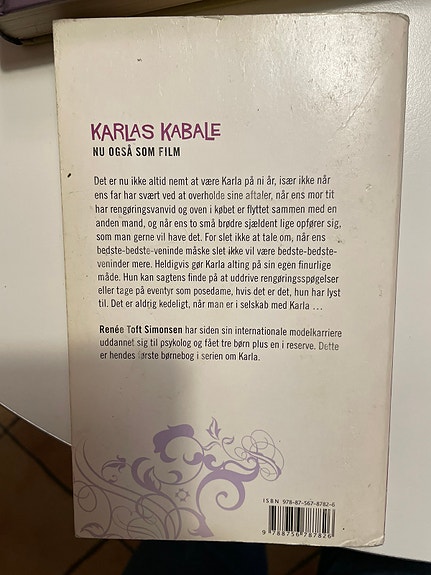 KARLAS KABALE
NU OGSÅ SOM FILM
Det er nu ikke altid nemt at være Karla på ni år, især ikke når
ens far har svært ved at overholde sine aftaler, når ens mor tit
har rengøringsvanvid og oven i købet er flyttet sammen med en
anden mand, og når ens to små brødre sjældent lige opfører sig,
som man gerne vil have det. For slet ikke at tale om, når ens
bedste-bedste-veninde måske slet ikke vil være bedste-bedste-
veninder mere. Heldigvis gør Karla alting på sin egen finurlige
måde. Hun kan sagtens finde på at uddrive rengøringsspøgelser
eller tage på eventyr som posedame, hvis det er det, hun har lyst
til. Det er aldrig kedeligt, når man er i selskab med Karla ...
Renée Toft Simonsen har siden sin internationale modelkarriere
uddannet sig til psykolog og fået tre børn plus en i reserve. Dette
er hendes første børnebog i serien om Karla.
ISBN 978-87-567-8782-6
9 788756 787826